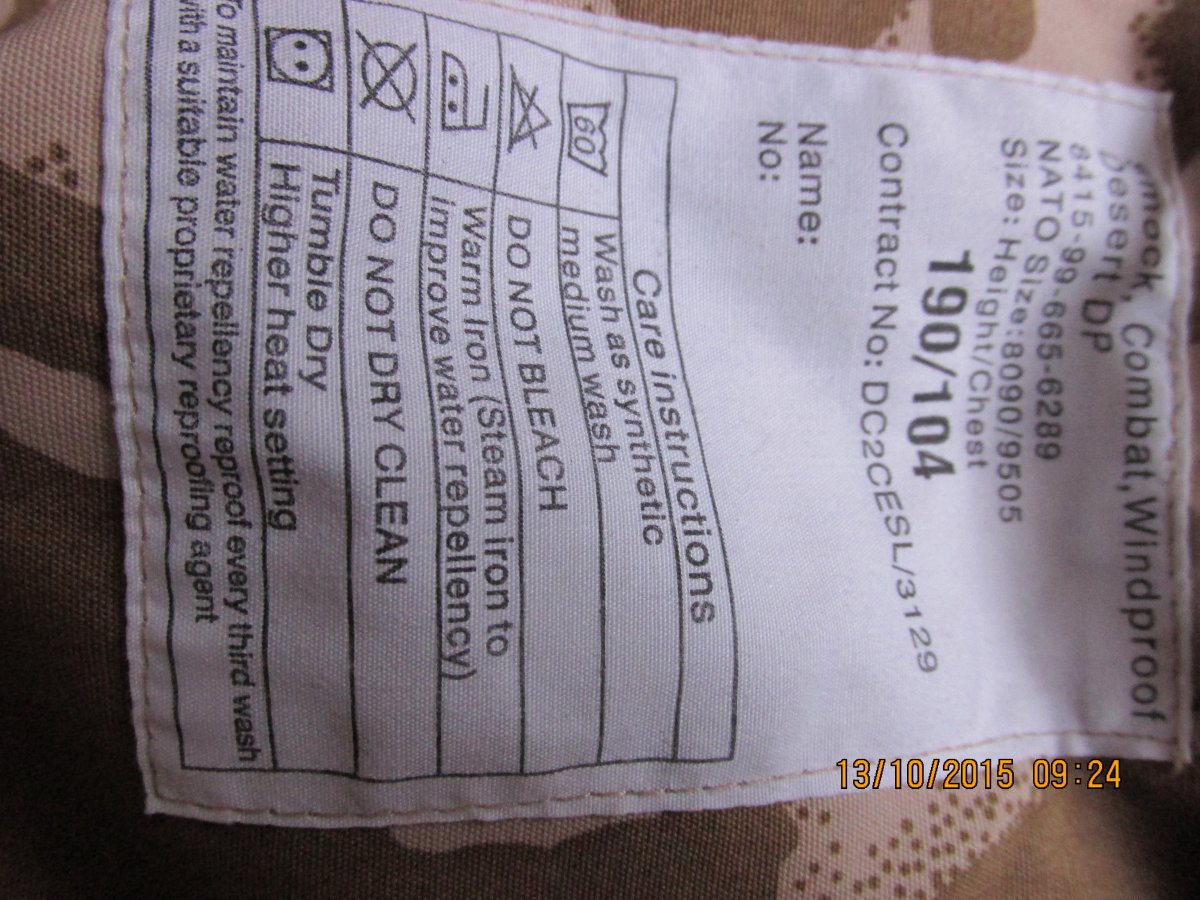 Smock, Combat, Windproof
Desert DP
8415-99-665-6289
NATO Size:8090/9505
Size: Height/Chest
190/104
Contract No: DC2CESL/3129
Name:
No:
Care instructions
60
Wash as synthetic
medium wash
DO NOT BLEACH
Warm Iron (Steam iron to
improve water repellency)
DO NOT DRY CLEAN
Tumble Dry
Higher heat setting
To maintain water repellency reproof every third wash
with a suitable proprietary reproofing agent
13/10/2015 09:24